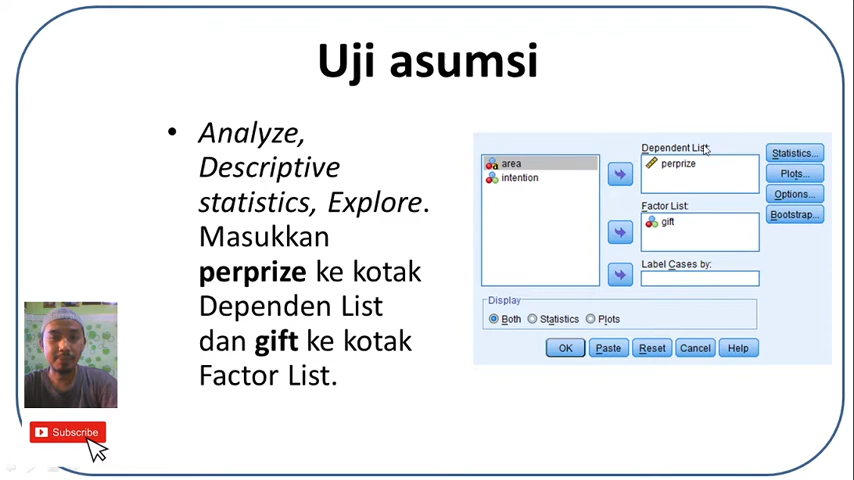 Uji asumsi
• Analyze,
Descriptive
statistics, Explore.
Masukkan
perprize ke kotak
Dependen List
dan gift ke kotak
Factor List.
area
intention
Dependent List:
perprize
Factor List:
gift
Label Cases by:
Statistics...
Plots...
Options...
Bootstrap...
Display
Both Statistics Plots
OK Paste Reset Cancel Help
Subscribe